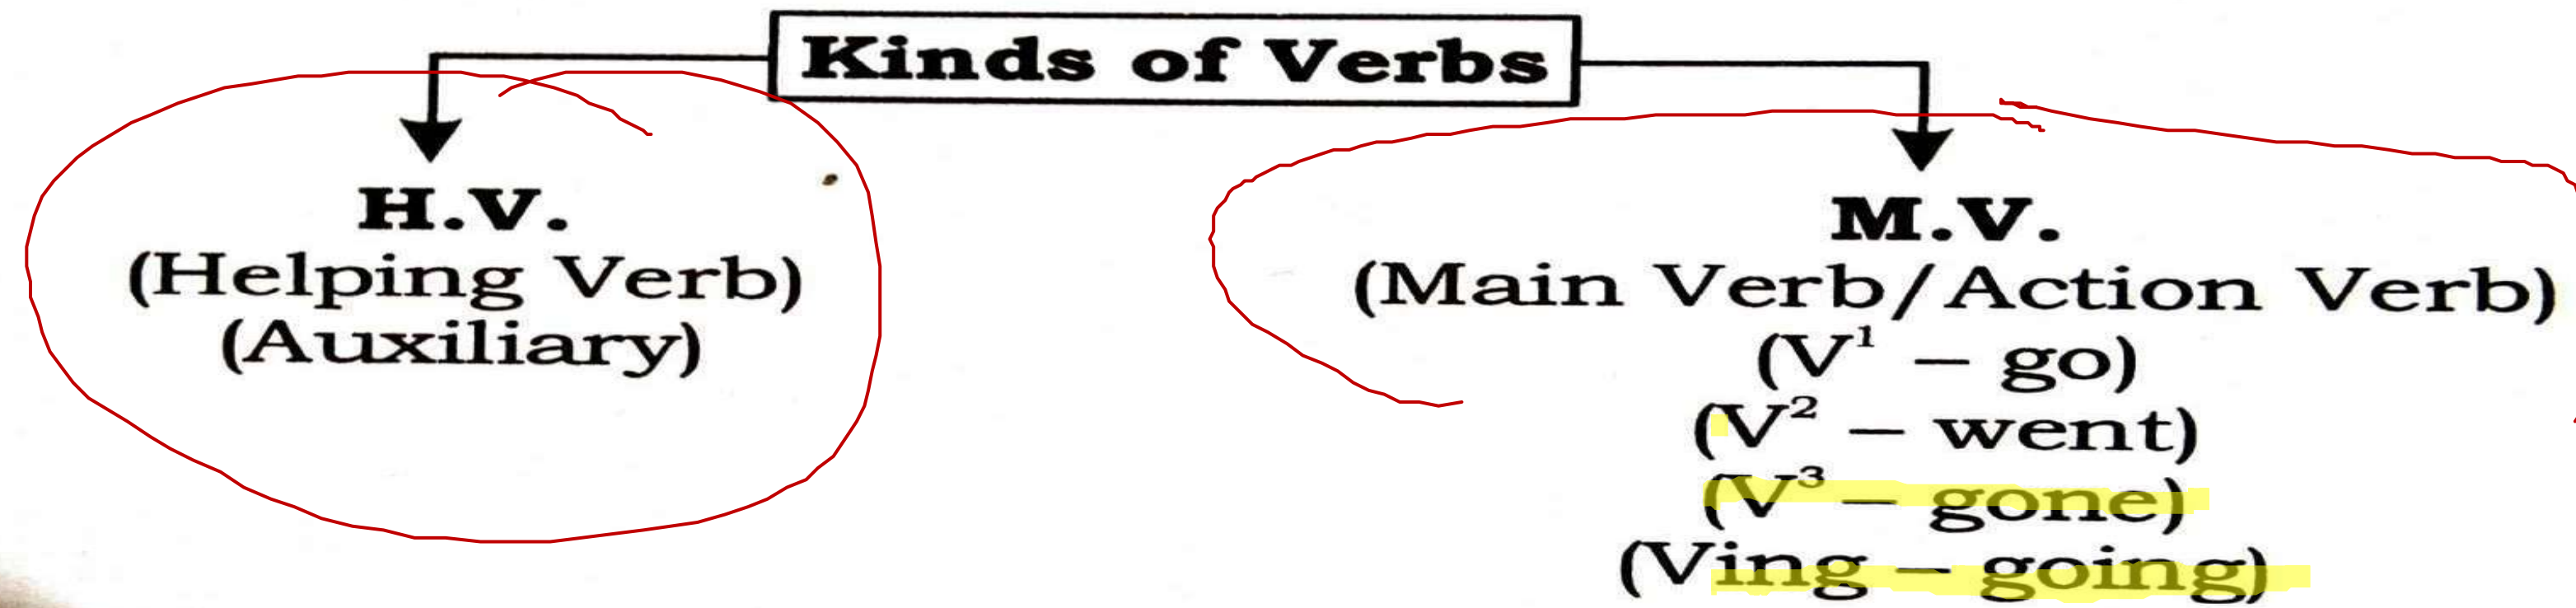 Kinds of Verbs
H.V.
(Helping Verb)
(Auxiliary)
M.V.
(Main Verb/Action Verb)
(V¹ – go)
(V² – went)
(V³ – gone)
(Ving – going)